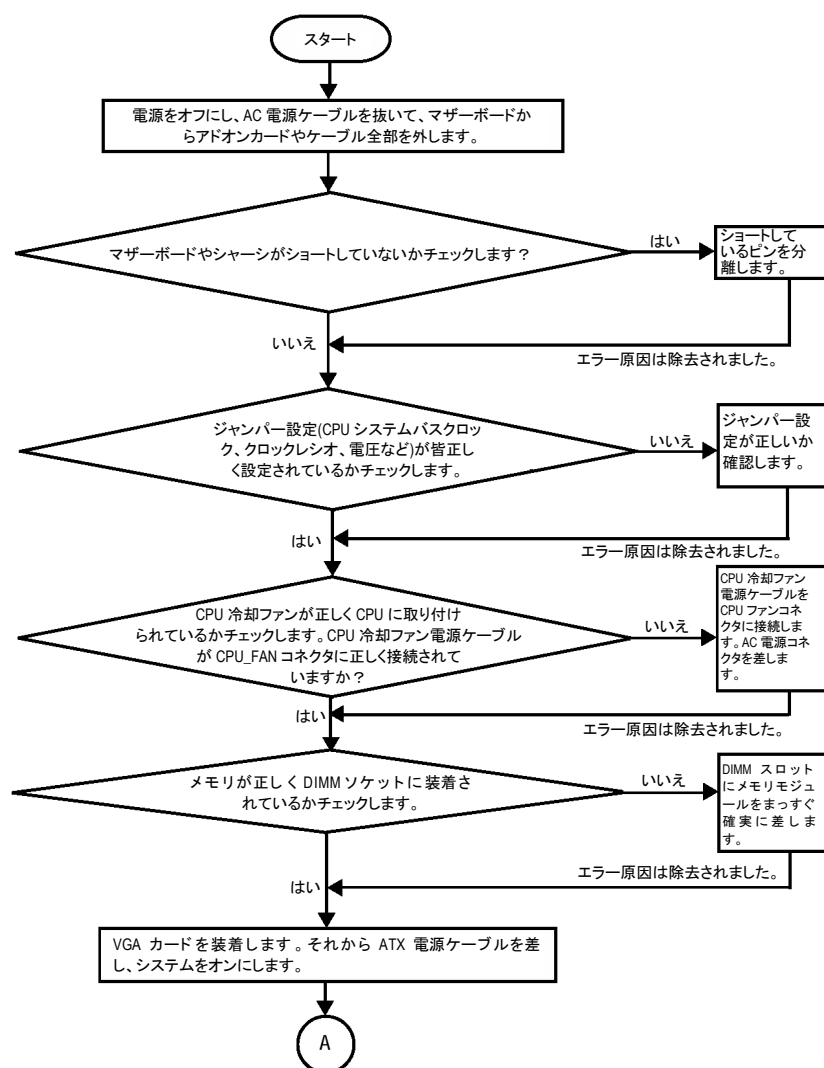 スタート
電源をオフにし、AC 電源ケーブルを抜いて、マザーボードか
らアドオンカードやケーブル全部を外します。
マザーボードやシャーシがショートしていないかチェックします？
はい
ショートして
いるピンを分
離します。
いいえ
エラー原因は除去されました。
ジャンパー設定(CPU システムバスクロッ
ク、クロックレシオ、電圧など)が皆正し
く設定されているかチェックします。
いいえ
ジャンパー設
定が正しいか
確認します。
はい
エラー原因は除去されました。
CPU 冷却ファンが正しく CPU に取り付け
られているかチェックします。CPU 冷却ファン電源ケーブル
が CPU_FAN コネクタに正しく接続されて
いますか？
いいえ
CPU 冷却ファン
電源ケーブルを
CPU ファンコネ
クタに接続しま
す。AC 電源コネ
クタを差しま
す。
はい
エラー原因は除去されました。
メモリが正しく DIMM ソケットに装着さ
れているかチェックします。
いいえ
DIMM スロット
にメモリモジュ
ールをまっすぐ
確実に差しま
す。
はい
エラー原因は除去されました。
VGA カードを装着します。それから ATX 電源ケーブルを差
し、システムをオンにします。
A